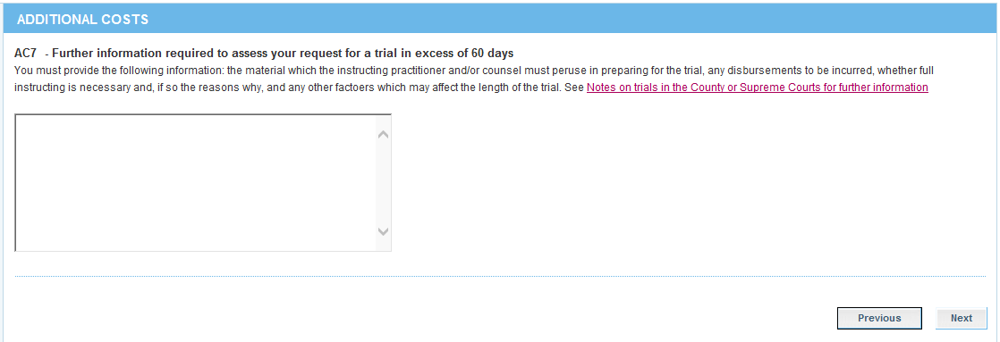 ADDITIONAL COSTS
AC7 - Further information required to assess your request for a trial in excess of 60 days
You must provide the following information: the material which the instructing practitioner and/or counsel must peruse in preparing for the trial, any disbursements to be incurred, whether full
instructing is necessary and, if so the reasons why, and any other factoers which may affect the length of the trial. See Notes on trials in the County or Supreme Courts for further information
Previous Next